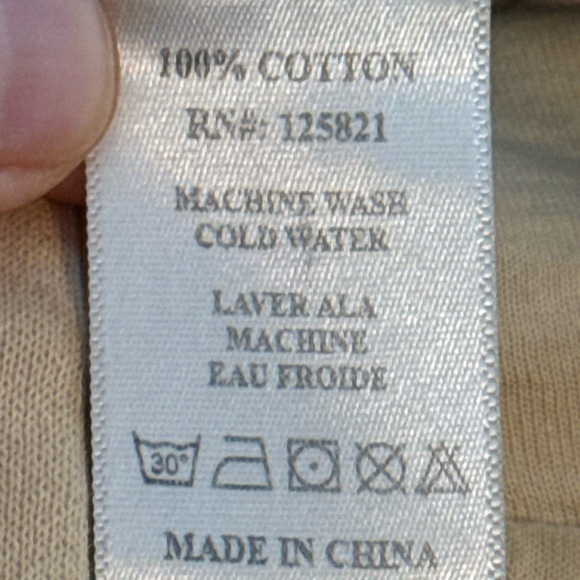 100% COTTON
RN#: 125821
MACHINE WASH
COLD WATER
LAVER ALA
MACHINE
EAU FROIDE
30°
MADE IN CHINA